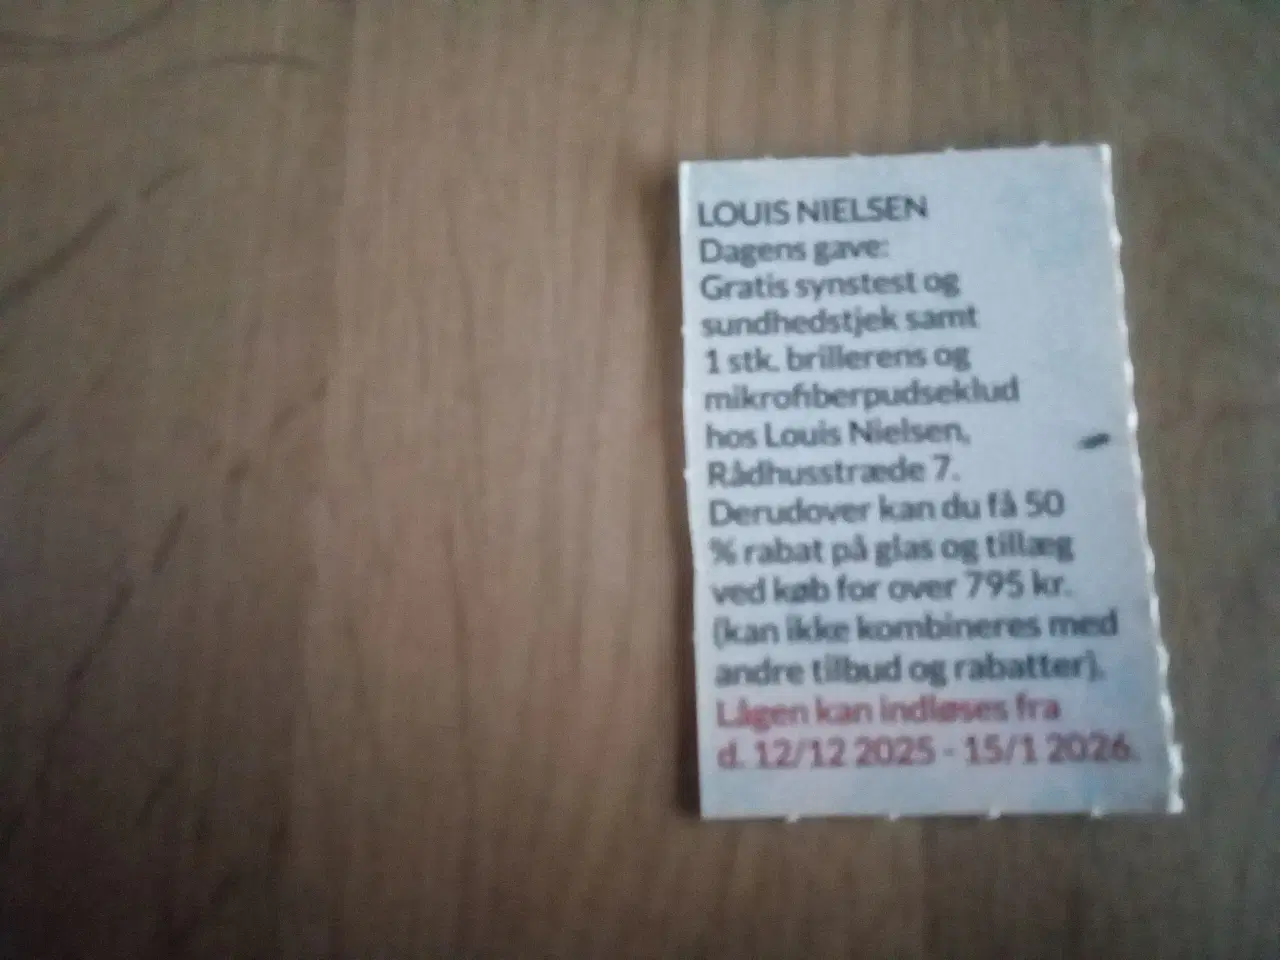 LOUIS NIELSEN
Dagens gave:
Gratis synstest og
sundhedstjek samt
1 stk. brillerens og
mikrofiberpudseklud
hos Louis Nielsen,
Rådhusstræde 7.
Derudover kan du få 50
% rabat på glas og tillæg
ved køb for over 795 kr.
(kan ikke kombineres med
andre tilbud og rabatter).
Lågen kan indløses fra
d. 12/12 2025 - 15/1 2026.